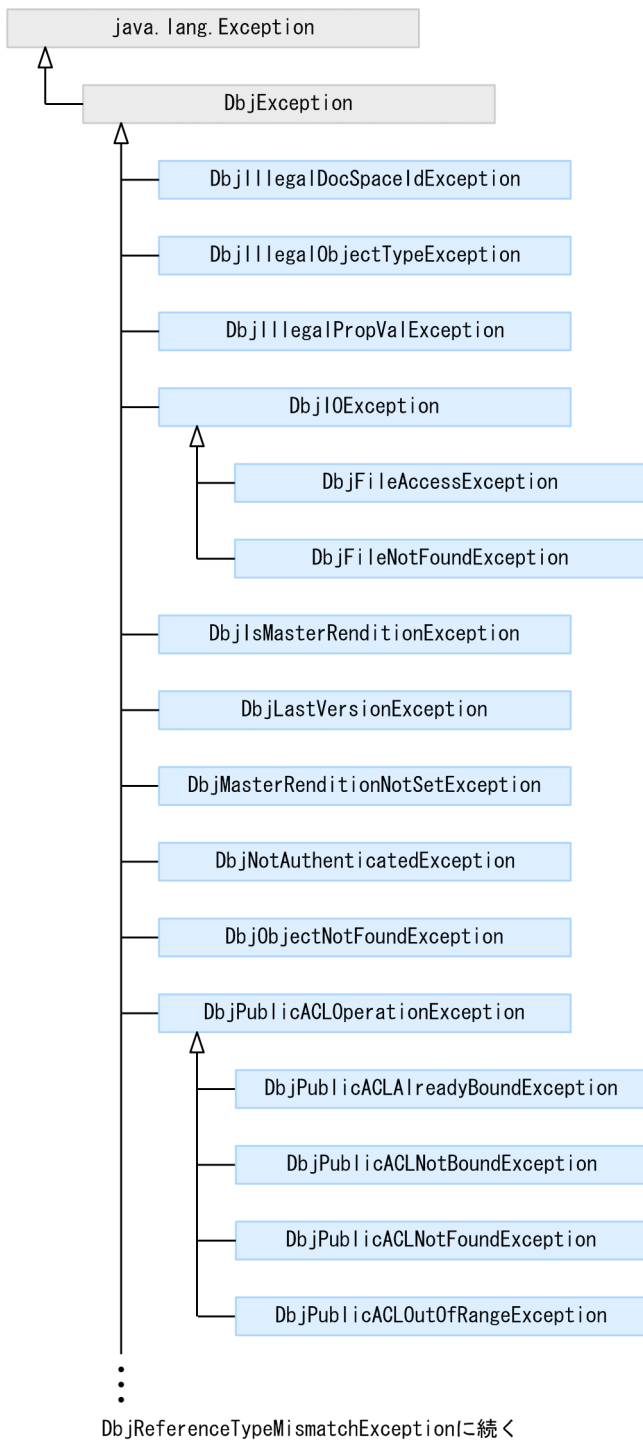 java.lang.Exception
DbjException
DbjIllegalDocSpaceIdException
DbjIllegalObjectTypeException
DbjIllegalPropValException
DbjIOException
DbjFileAccessException
DbjFileNotFoundException
DbjIsMasterRenditionException
DbjLastVersionException
DbjMasterRenditionNotSetException
DbjNotAuthenticatedException
DbjObjectNotFoundException
DbjPublicACLOperationException
DbjPublicACLAlreadyBoundException
DbjPublicACLNotBoundException
DbjPublicACLNotFoundException
DbjPublicACLOutOfRangeException
DbjReferenceTypeMismatchExceptionに続く